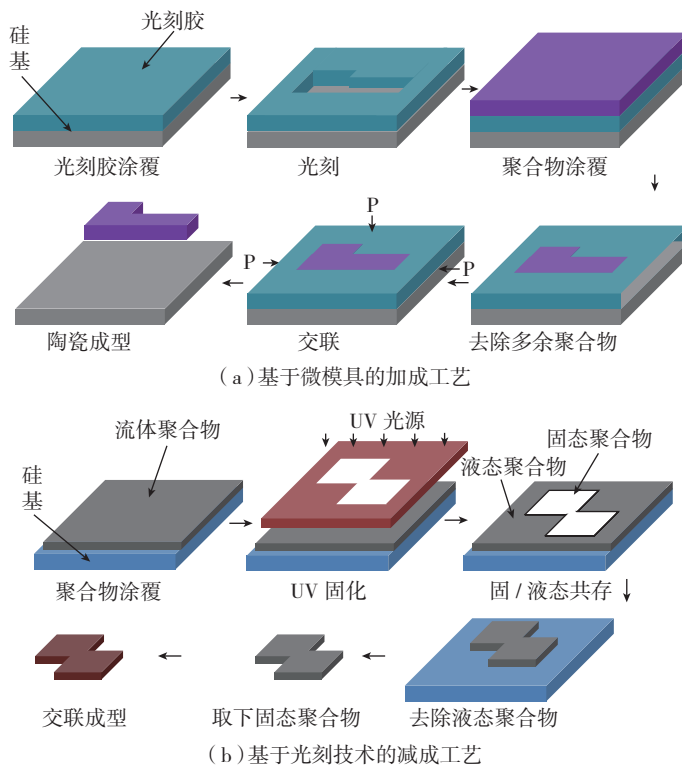 硅基
光刻胶
光刻胶涂覆
光刻
聚合物涂覆
P
P
P
陶瓷成型
交联
去除多余聚合物
(a)基于微模具的加成工艺
流体聚合物
UV 光源
固态聚合物
液态聚合物
硅基
聚合物涂覆
UV 固化
固 / 液态共存
交联成型
取下固态聚合物
去除液态聚合物
(b)基于光刻技术的减成工艺